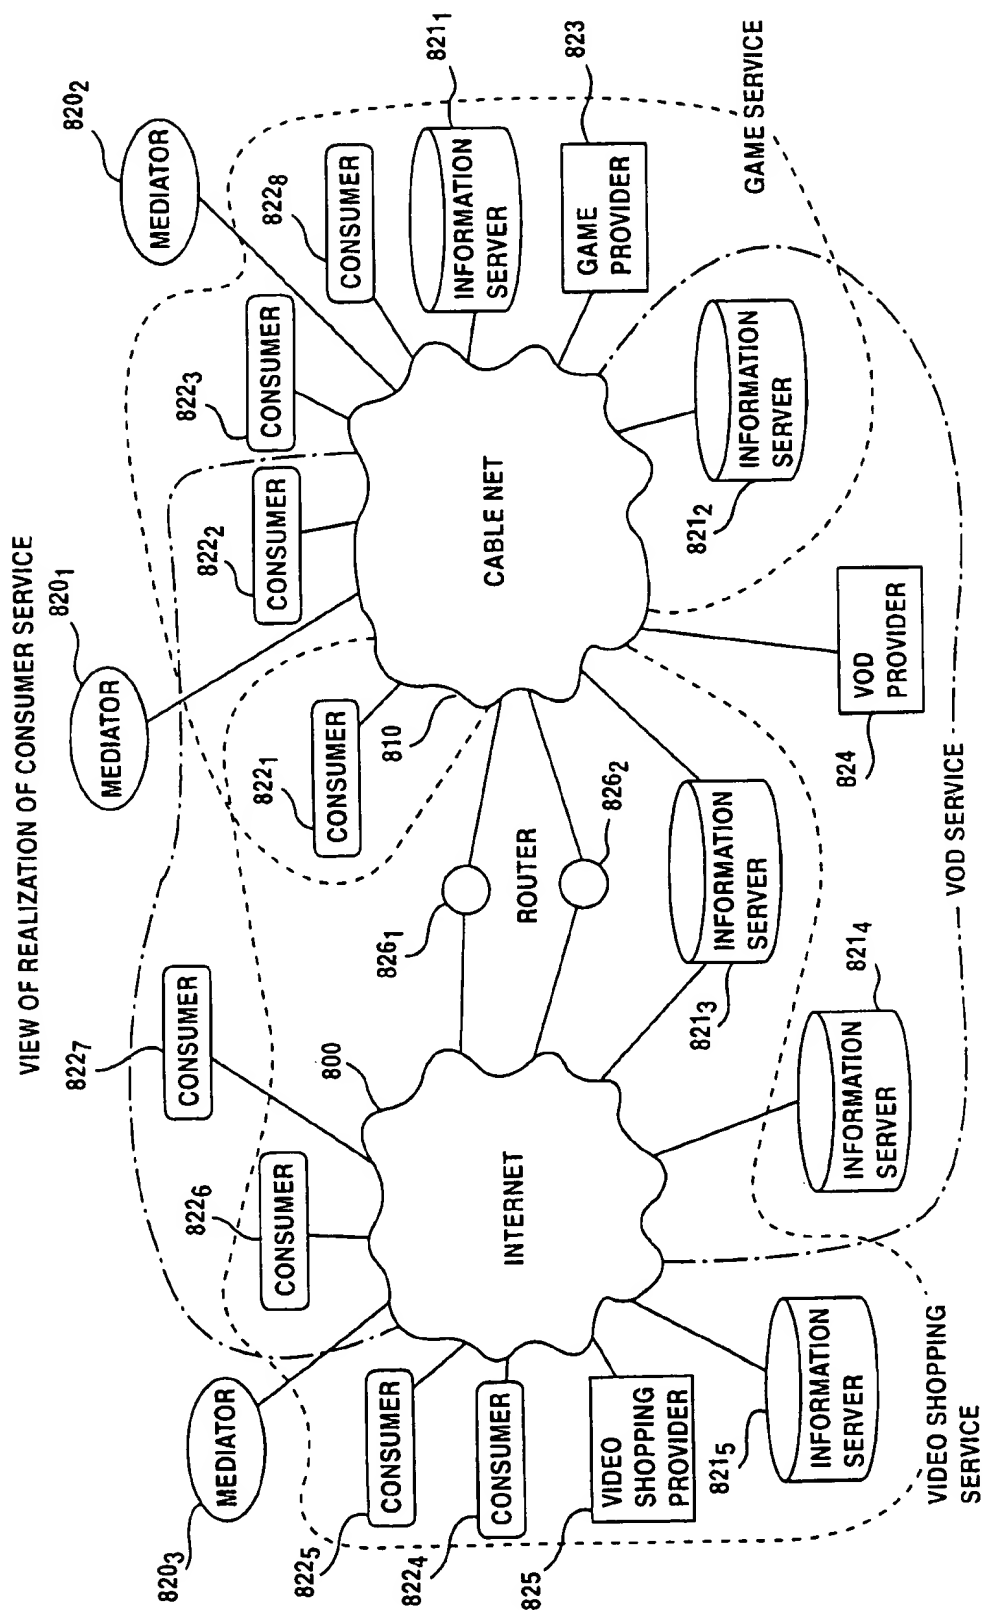 VIEW OF REALIZATION OF CONSUMER SERVICE
820₃
MEDIATOR
822₆
CONSUMER
822₇
CONSUMER
820₁
MEDIATOR
822₂
CONSUMER
822₃
CONSUMER
820₂
MEDIATOR
822₅
CONSUMER
822₄
CONSUMER
825
VIDEO
SHOPPING
PROVIDER
800
INTERNET
826₁
ROUTER
826₂
822₁
CONSUMER
810
CABLE NET
822₈
CONSUMER
821₁
INFORMATION
SERVER
823
GAME
PROVIDER
821₅
INFORMATION
SERVER
821₄
INFORMATION
SERVER
821₃
INFORMATION
SERVER
824
VOD
PROVIDER
821₂
INFORMATION
SERVER
GAME SERVICE
VIDEO SHOPPING
SERVICE
VOD SERVICE